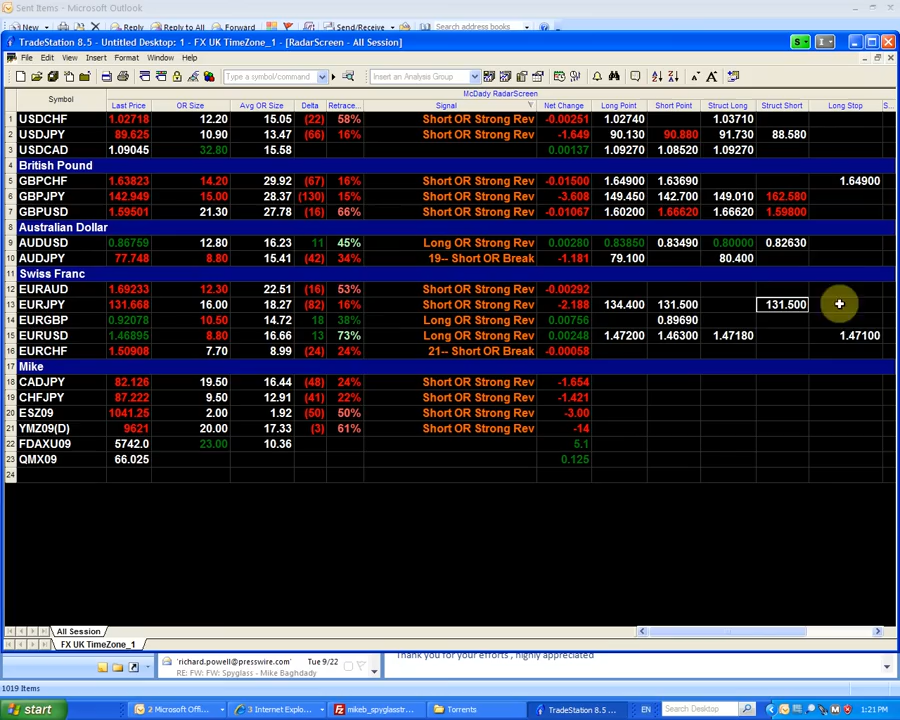 Sent Items - Microsoft Outlook
New Reply Reply to All Forward Send/Receive Search address books
TradeStation 8.5 - Untitled Desktop: 1 - FX UK TimeZone_1 - [RadarScreen - All Session]
File Edit View Insert Format Window Help
Type a symbol/command Insert an Analysis Group
McDady RadarScreen
Symbol Last Price OR Size Avg OR Size Delta Retrace... Signal Net Change Long Point Short Point Struct Long Struct Short Long Stop S...
1 USDCHF 1.02718 12.20 15.05 (22) 58% Short OR Strong Rev -0.00251 1.02740 1.03710
2 USDJPY 89.625 10.90 13.47 (66) 16% Short OR Strong Rev -1.649 90.130 90.880 91.730 88.580
3 USDCAD 1.09045 32.80 15.58 0.00137 1.09270 1.08520 1.09270
4 British Pound
5 GBPCHF 1.63823 14.20 29.92 (67) 16% Short OR Strong Rev -0.01500 1.64900 1.63690 1.64900
6 GBPJPY 142.949 15.00 28.37 (130) 15% Short OR Strong Rev -3.608 149.450 142.700 149.010 162.580
7 GBPUSD 1.59501 21.30 27.78 (16) 66% Short OR Strong Rev -0.01067 1.60200 1.66620 1.66620 1.59800
8 Australian Dollar
9 AUDUSD 0.86759 12.80 16.23 11 45% Long OR Strong Rev 0.00280 0.83850 0.83490 0.80000 0.82630
10 AUDJPY 77.748 8.80 15.41 (42) 34% 19-- Short OR Break -1.181 79.100 80.400
11 Swiss Franc
12 EURAUD 1.69233 12.30 22.51 (16) 53% Short OR Strong Rev -0.00292
13 EURJPY 131.668 16.00 18.27 (82) 16% Short OR Strong Rev -2.188 134.400 131.500 131.500
14 EURGBP 0.92078 10.50 14.72 18 38% Long OR Strong Rev 0.00756 0.89690
15 EURUSD 1.46895 8.80 16.66 13 73% Long OR Strong Rev 0.00248 1.47200 1.46300 1.47180 1.47100
16 EURCHF 1.50908 7.70 8.99 (24) 24% 21-- Short OR Break -0.00058
17 Mike
18 CADJPY 82.126 19.50 16.44 (48) 24% Short OR Strong Rev -1.654
19 CHFJPY 87.222 9.50 12.91 (41) 22% Short OR Strong Rev -1.421
20 ESZ09 1041.25 2.00 1.92 (50) 50% Short OR Strong Rev -3.00
21 YMZ09(D) 9621 20.00 17.33 (3) 61% Short OR Strong Rev -14
22 FDAXU09 5742.0 23.00 10.36 5.1
23 QMX09 66.025 0.125
24
All Session
FX UK TimeZone_1
'richard.powell@presswire.com' Tue 9/22 Thank you for your efforts , highly appreciated
RE: FW: FW: Spyglass - Mike Baghdady
1019 Items
start 2 Microsoft Offi... 3 Internet Explo... mikeb_spyglasstr... Torrents TradeStation 8.5 -... EN Search Desktop 1:21 PM